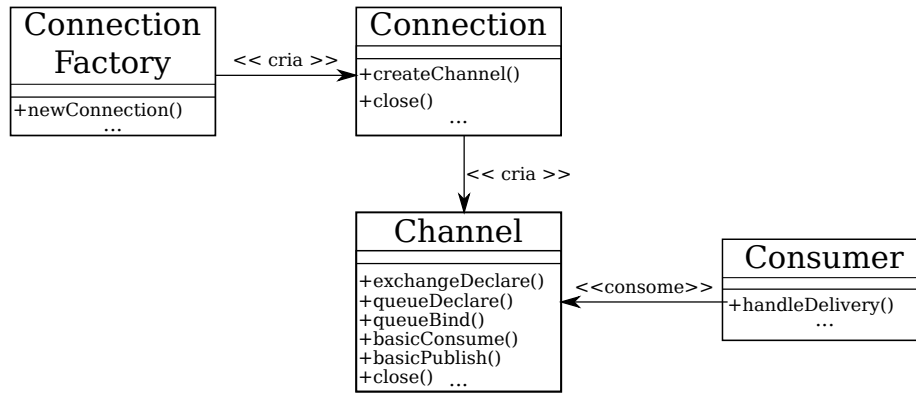 Connection
Factory
+newConnection()
...
<< cria >>
Connection
+createChannel()
+close()
...
<< cria >>
Channel
+exchangeDeclare()
+queueDeclare()
+queueBind()
+basicConsume()
+basicPublish()
+close() ...
<<consome>>
Consumer
+handleDelivery()
...